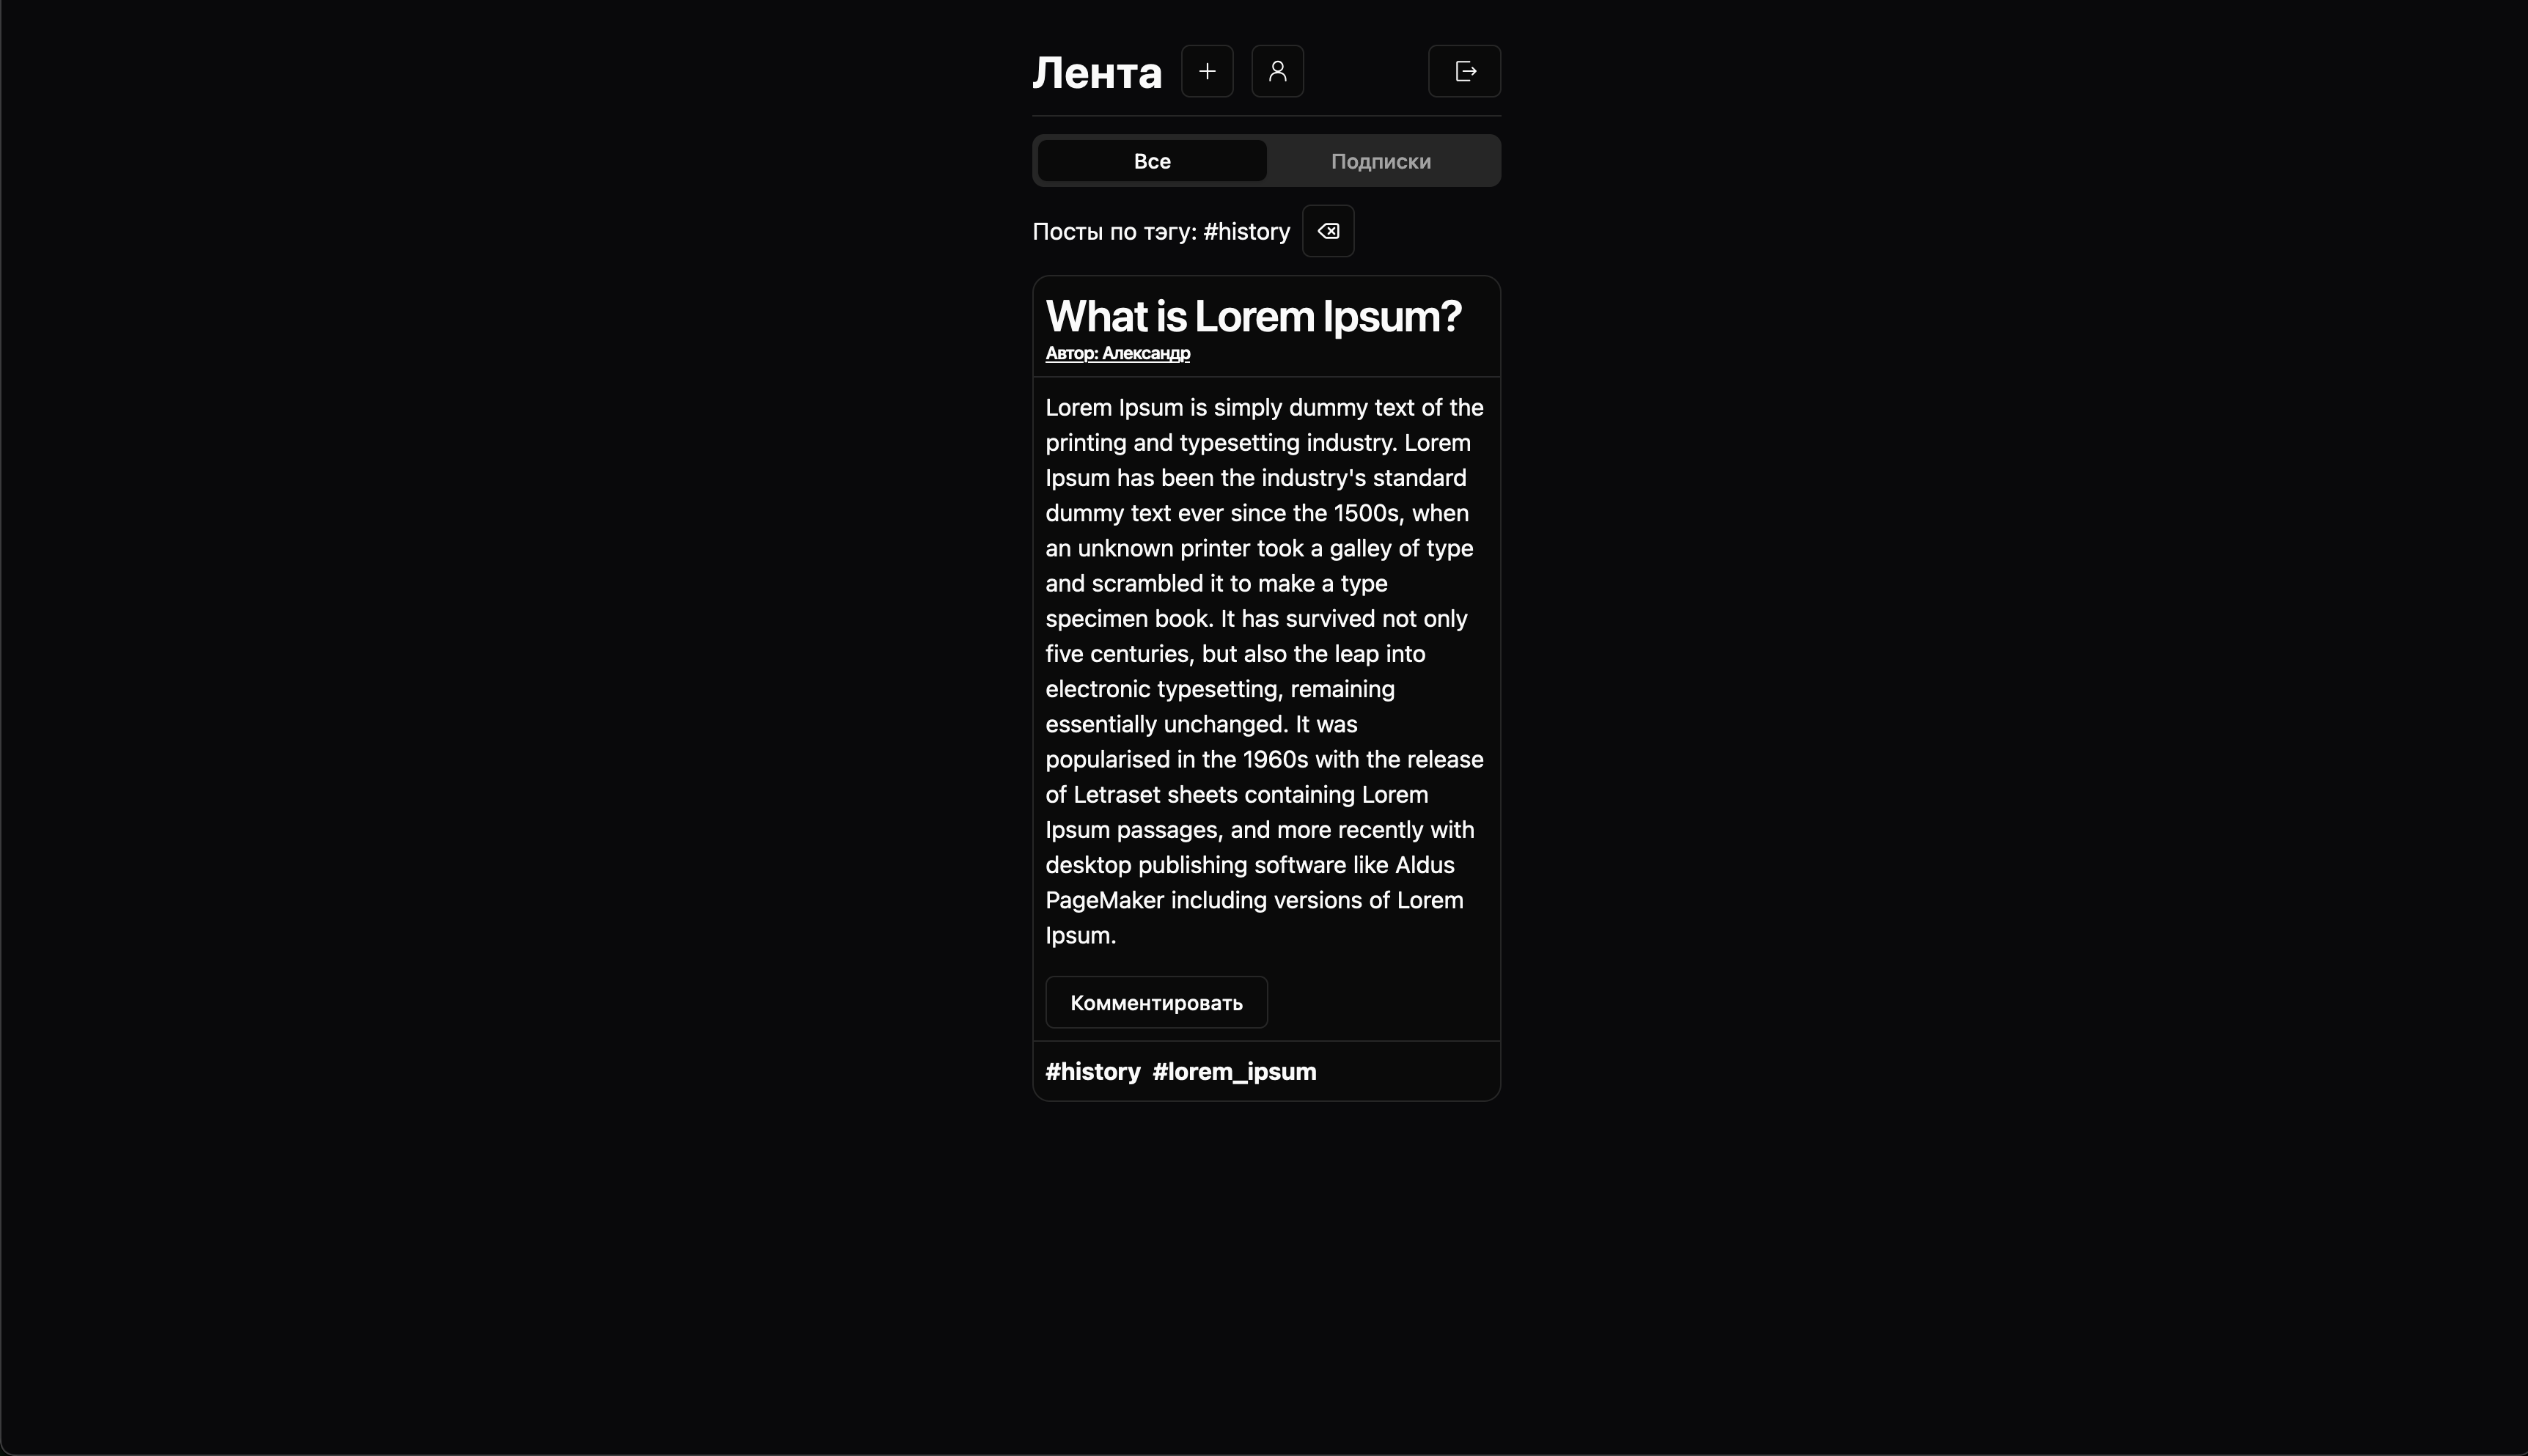 Лента
Все
Подписки
Посты по тэгу: #history
What is Lorem Ipsum?
Автор: Александр
Lorem Ipsum is simply dummy text of the
printing and typesetting industry. Lorem
Ipsum has been the industry's standard
dummy text ever since the 1500s, when
an unknown printer took a galley of type
and scrambled it to make a type
specimen book. It has survived not only
five centuries, but also the leap into
electronic typesetting, remaining
essentially unchanged. It was
popularised in the 1960s with the release
of Letraset sheets containing Lorem
Ipsum passages, and more recently with
desktop publishing software like Aldus
PageMaker including versions of Lorem
Ipsum.
Комментировать
#history #lorem_ipsum